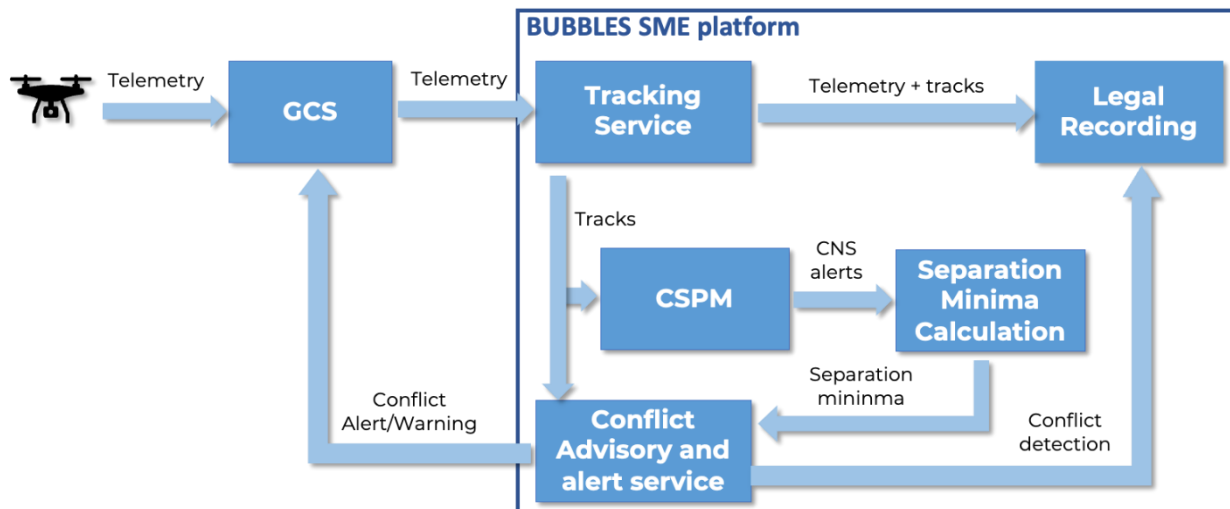 BUBBLES SME platform
Telemetry
GCS
Telemetry
Tracking
Service
Telemetry + tracks
Legal
Recording
Tracks
CSPM
CNS
alerts
Separation
Minima
Calculation
Separation
mininma
Conflict
Alert/Warning
Conflict
Advisory and
alert service
Conflict
detection